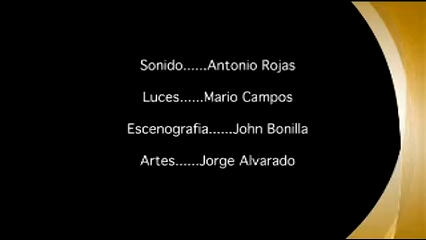 Sonido......Antonio Rojas
Luces......Mario Campos
Escenografia......John Bonilla
Artes......Jorge Alvarado